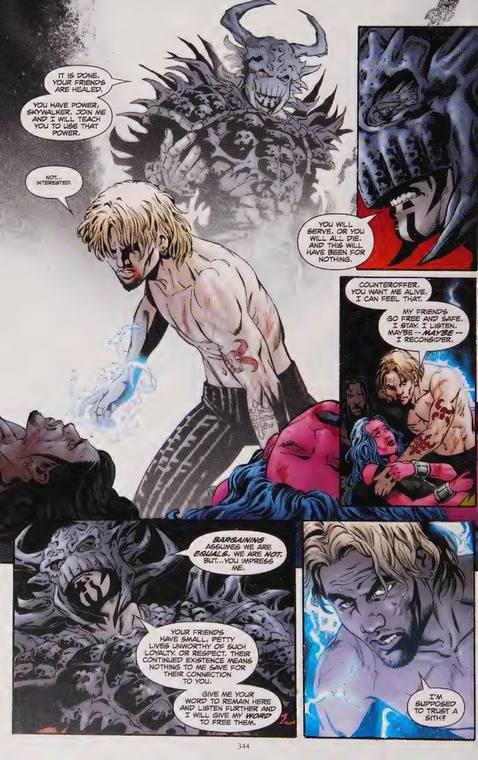 IT IS DONE.
YOUR FRIENDS
ARE HEALED.
YOU HAVE POWER,
SKYWALKER. JOIN ME
AND I WILL TEACH
YOU TO USE THAT
POWER.
NOT...
INTERESTED.
YOU WILL
SERVE. OR YOU
WILL ALL DIE.
AND THIS WILL
HAVE BEEN FOR
NOTHING.
COUNTEROFFER.
YOU WANT ME ALIVE.
I CAN FEEL THAT.
MY FRIENDS
GO FREE AND SAFE.
I STAY. I LISTEN.
MAYBE -- MAYBE --
I RECONSIDER.
BARGAINING
ASSUMES WE ARE
EQUALS. WE ARE NOT.
BUT...YOU IMPRESS
ME.
YOUR FRIENDS
HAVE SMALL, PETTY
LIVES UNWORTHY OF SUCH
LOYALTY. OR RESPECT. THEIR
CONTINUED EXISTENCE MEANS
NOTHING TO ME SAVE FOR
THEIR CONNECTION
TO YOU.
GIVE ME YOUR
WORD TO REMAIN HERE
AND LISTEN FURTHER AND
I WILL GIVE MY WORD
TO FREE THEM.
I'M
SUPPOSED
TO TRUST A
SITH?
344